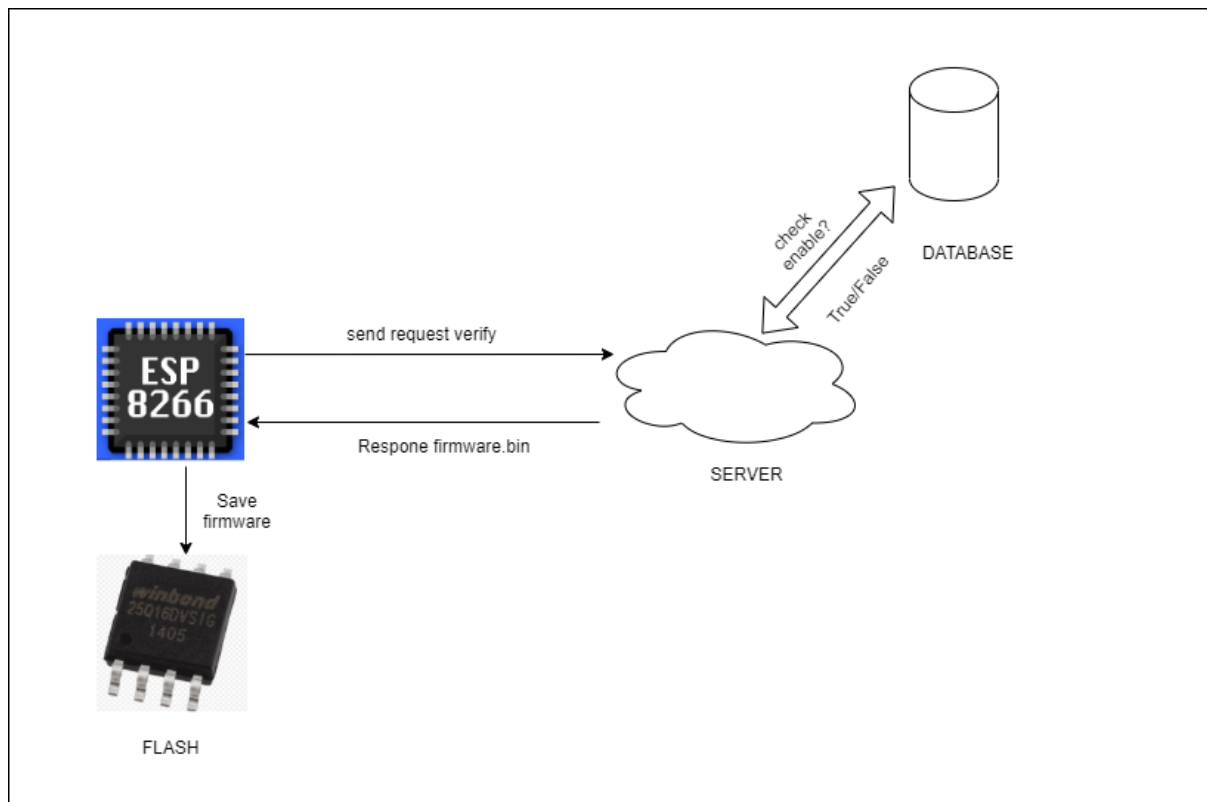 check
enable?
True/False
DATABASE
send request verify
ESP
8266
Respone firmware.bin
SERVER
Save
firmware
winbond
25Q16DVSIG
1405
FLASH